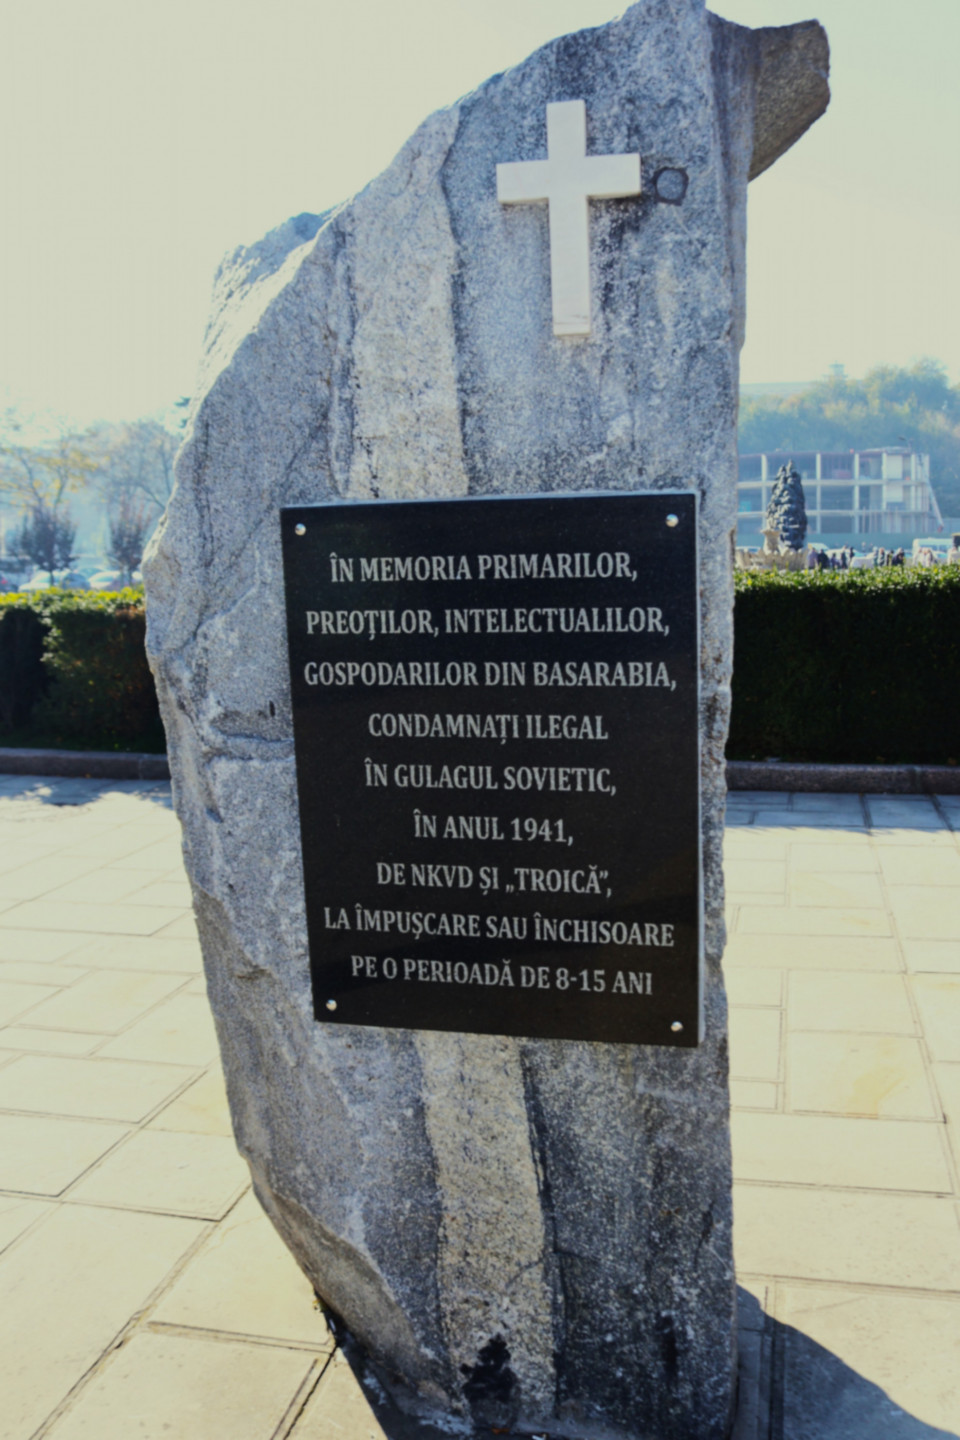 ÎN MEMORIA PRIMARILOR,
PREOȚILOR, INTELECTUALILOR,
GOSPODARILOR DIN BASARABIA,
CONDAMNAȚI ILEGAL
ÎN GULAGUL SOVIETIC,
ÎN ANUL 1941,
DE NKVD ȘI „TROICĂ”,
LA ÎMPUȘCARE SAU ÎNCHISOARE
PE O PERIOADĂ DE 8-15 ANI